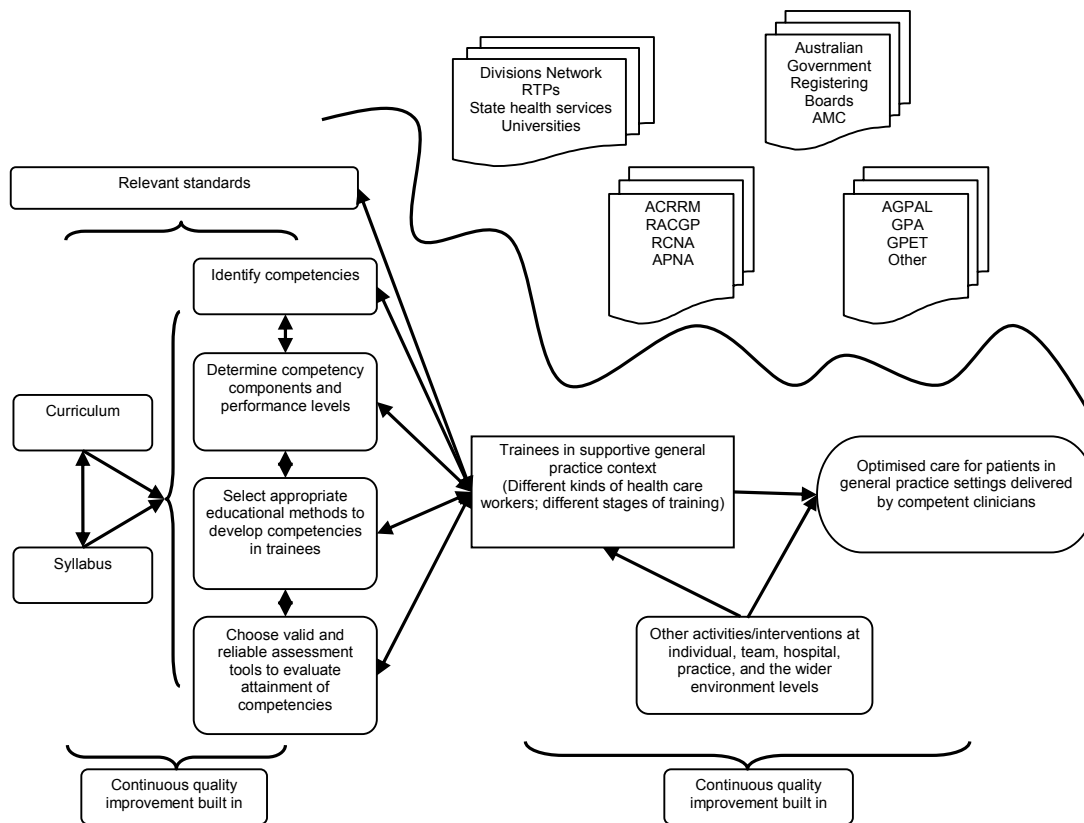 Divisions Network
RTPs
State health services
Universities
Australian
Government
Registering
Boards
AMC
Relevant standards
ACRRM
RACGP
RCNA
APNA
AGPAL
GPA
GPET
Other
Identify competencies
Determine competency
components and
performance levels
Curriculum
Select appropriate
educational methods to
develop competencies
in trainees
Syllabus
Choose valid and
reliable assessment
tools to evaluate
attainment of
competencies
Trainees in supportive general
practice context
(Different kinds of health care
workers; different stages of training)
Optimised care for patients in
general practice settings delivered
by competent clinicians
Other activities/interventions at
individual, team, hospital,
practice, and the wider
environment levels
Continuous quality
improvement built in
Continuous quality
improvement built in